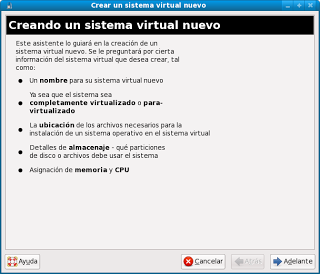 Crear un sistema virtual nuevo
Creando un sistema virtual nuevo
Este asistente lo guiará en la creación de un
sistema virtual nuevo. Se le preguntará por cierta
información del sistema virtual que desea crear, tal
como:
Un nombre para su sistema virtual nuevo
Ya sea que el sistema sea
completamente virtualizado o para-
virtualizado
La ubicación de los archivos necesarios para la
instalación de un sistema operativo en el sistema virtual
Detalles de almacenaje - qué particiones
de disco o archivos debe usar el sistema
Asignación de memoria y CPU
Ayuda
Cancelar
Atrás
Adelante